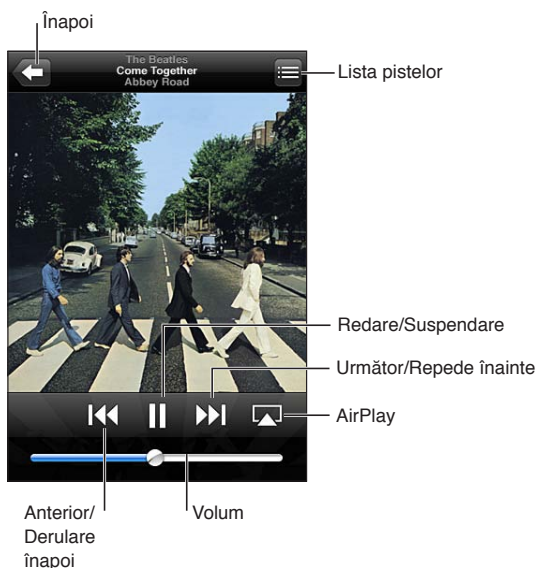 Înapoi
The Beatles
Come Together
Abbey Road
Lista pistelor
Redare/Suspendare
Următor/Repede înainte
AirPlay
Anterior/
Derulare
înapoi
Volum